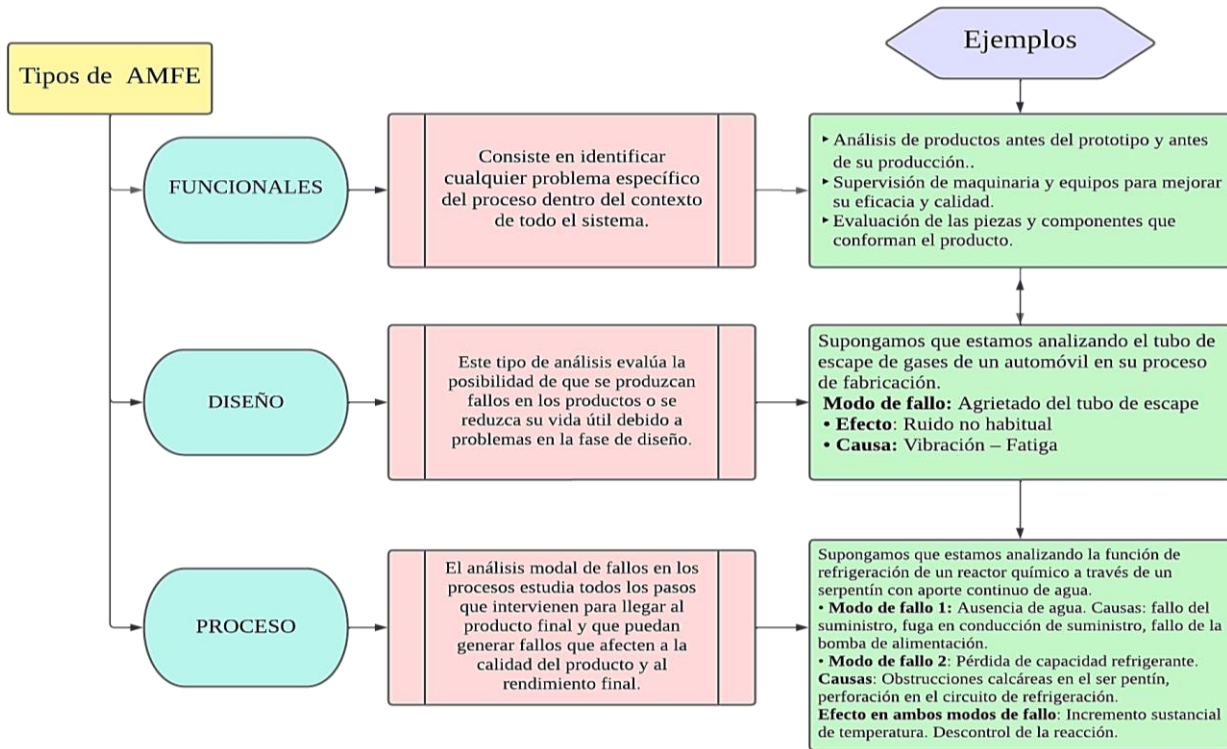 Tipos de AMFE
Ejemplos
FUNCIONALES
Consiste en identificar
cualquier problema específico
del proceso dentro del contexto
de todo el sistema.
‣ Análisis de productos antes del prototipo y antes
de su producción..
‣ Supervisión de maquinaria y equipos para mejorar
su eficacia y calidad.
‣ Evaluación de las piezas y componentes que
conforman el producto.
DISEÑO
Este tipo de análisis evalúa la
posibilidad de que se produzcan
fallos en los productos o se
reduzca su vida útil debido a
problemas en la fase de diseño.
Supongamos que estamos analizando el tubo de
escape de gases de un automóvil en su proceso
de fabricación.
Modo de fallo: Agrietado del tubo de escape
• Efecto: Ruido no habitual
• Causa: Vibración – Fatiga
PROCESO
El análisis modal de fallos en los
procesos estudia todos los pasos
que intervienen para llegar al
producto final y que puedan
generar fallos que afecten a la
calidad del producto y al
rendimiento final.
Supongamos que estamos analizando la función de
refrigeración de un reactor químico a través de un
serpentín con aporte continuo de agua.
• Modo de fallo 1: Ausencia de agua. Causas: fallo del
suministro, fuga en conducción de suministro, fallo de la
bomba de alimentación.
• Modo de fallo 2: Pérdida de capacidad refrigerante.
Causas: Obstrucciones calcáreas en el ser pentín,
perforación en el circuito de refrigeración.
Efecto en ambos modos de fallo: Incremento sustancial
de temperatura. Descontrol de la reacción.